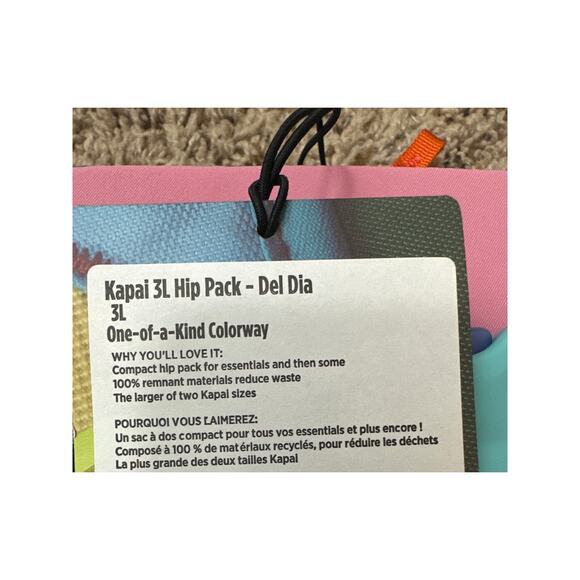 Kapai 3L Hip Pack - Del Dia
3L
One-of-a-Kind Colorway
WHY YOU'LL LOVE IT:
Compact hip pack for essentials and then some
100% remnant materials reduce waste
The larger of two Kapai sizes
POURQUOI VOUS L'AIMEREZ:
Un sac à dos compact pour tous vos essentiels et plus encore !
Composé à 100 % de matériaux recyclés, pour réduire les déchets
La plus grande des deux tailles Kapai